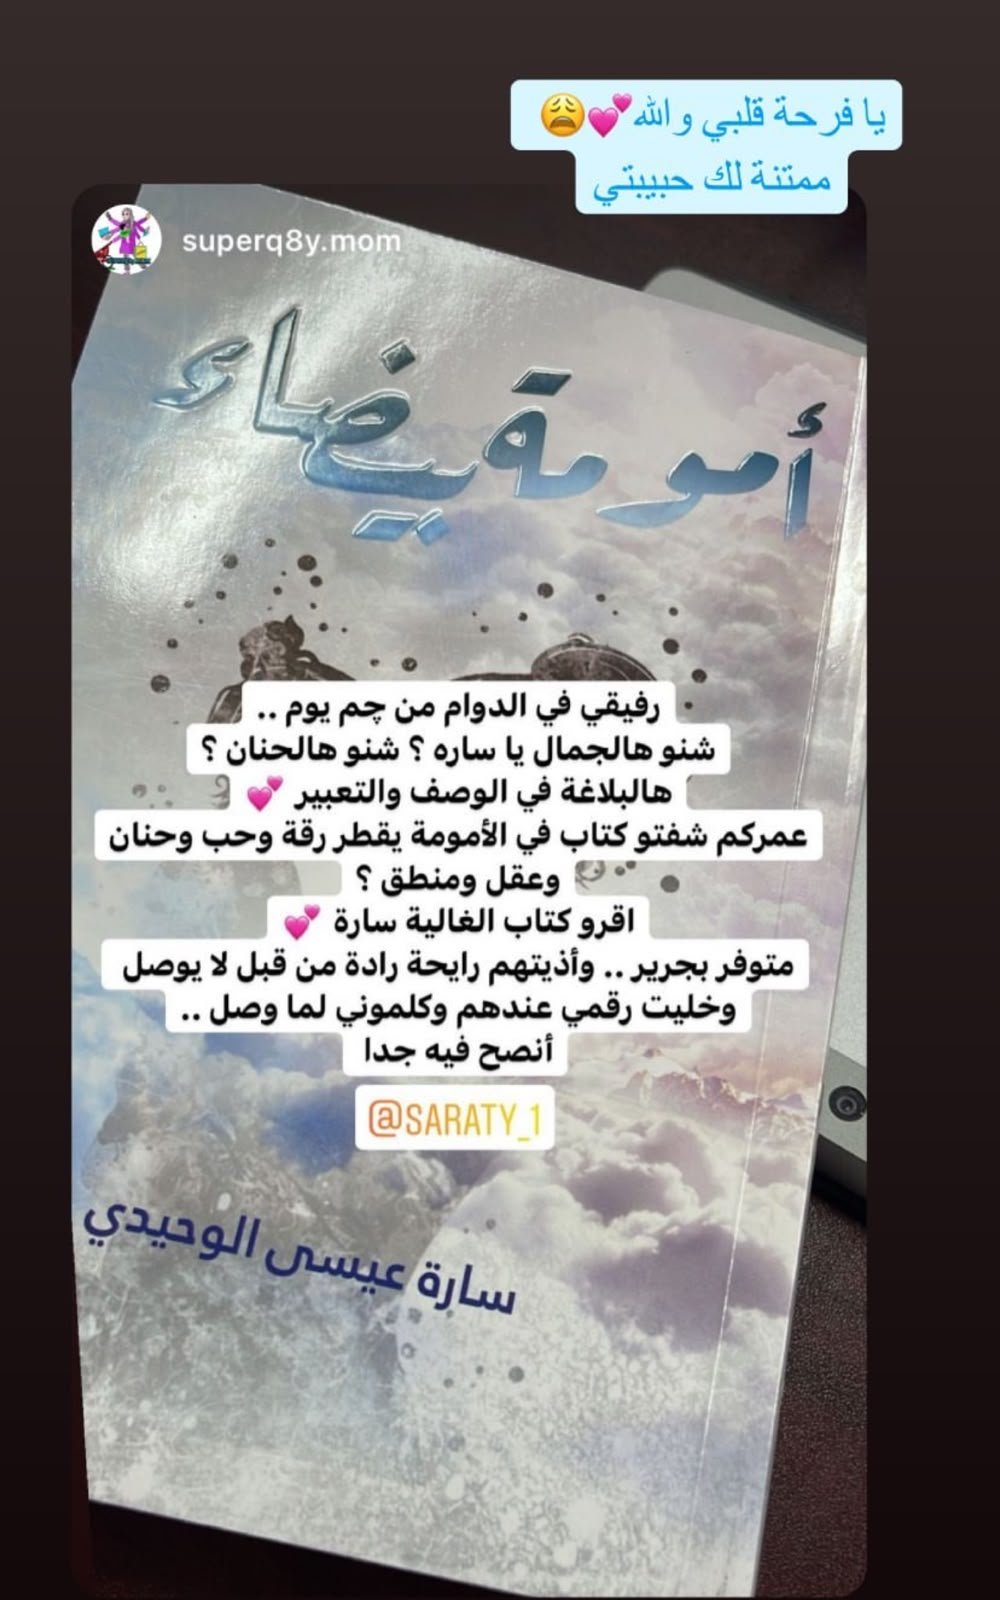 يا فرحة قلبي والله💕😩
ممتنة لك حبيبتي
superq8y.mom
أمومة بيضاء
رفيقي في الدوام من چم يوم ..
شنو هالجمال يا ساره ؟ شنو هالحنان ؟
هالبلاغة في الوصف والتعبير 💕
عمركم شفتو كتاب في الأمومة يقطر رقة وحب وحنان
وعقل ومنطق ؟
اقرو كتاب الغالية سارة 💕
متوفر بجرير .. وأذيتهم رايحة رادة من قبل لا يوصل
وخليت رقمي عندهم وكلموني لما وصل ..
أنصح فيه جدا
@SARATY_1
سارة عيسى الوحيدي